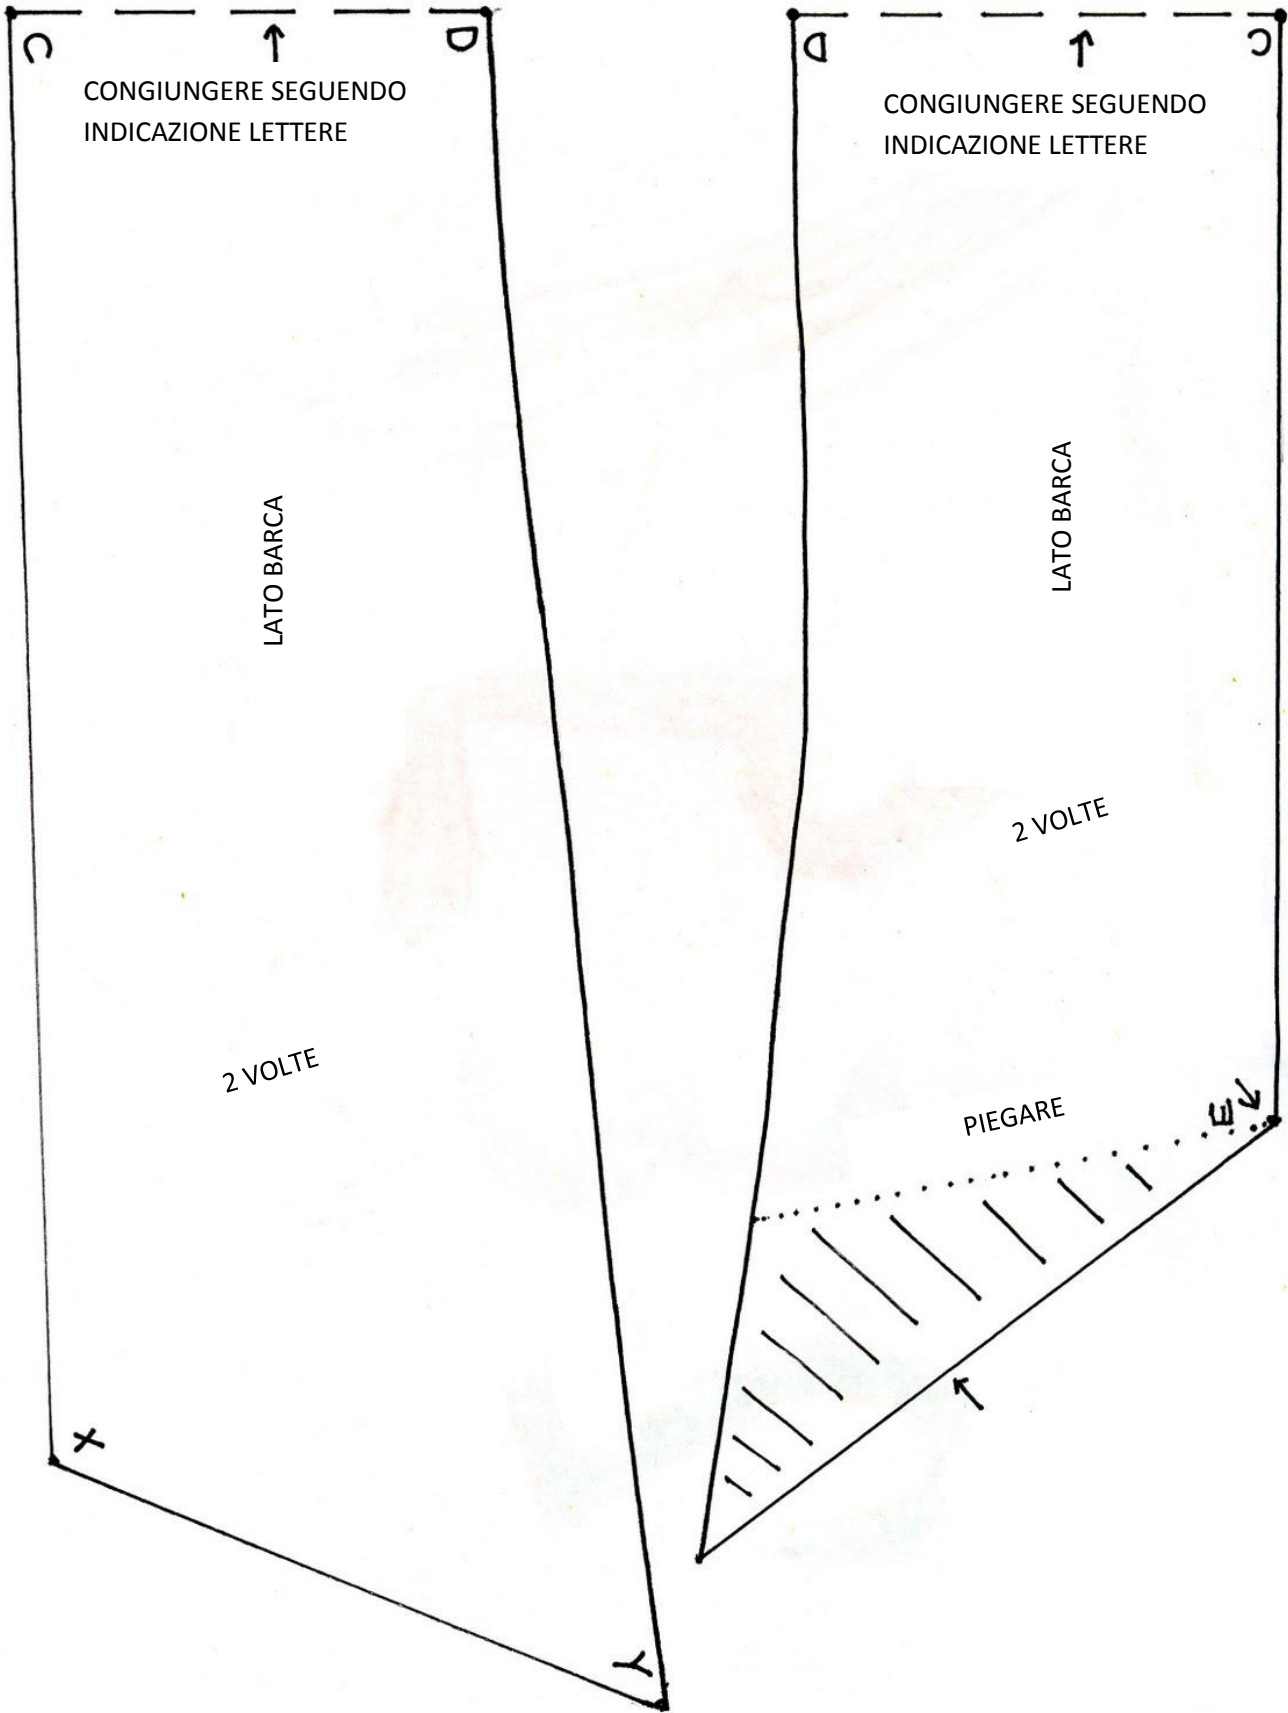 C
D
D
C
CONGIUNGERE SEGUENDO
INDICAZIONE LETTERE
CONGIUNGERE SEGUENDO
INDICAZIONE LETTERE
LATO BARCA
LATO BARCA
2 VOLTE
2 VOLTE
PIEGARE
E
X
Y